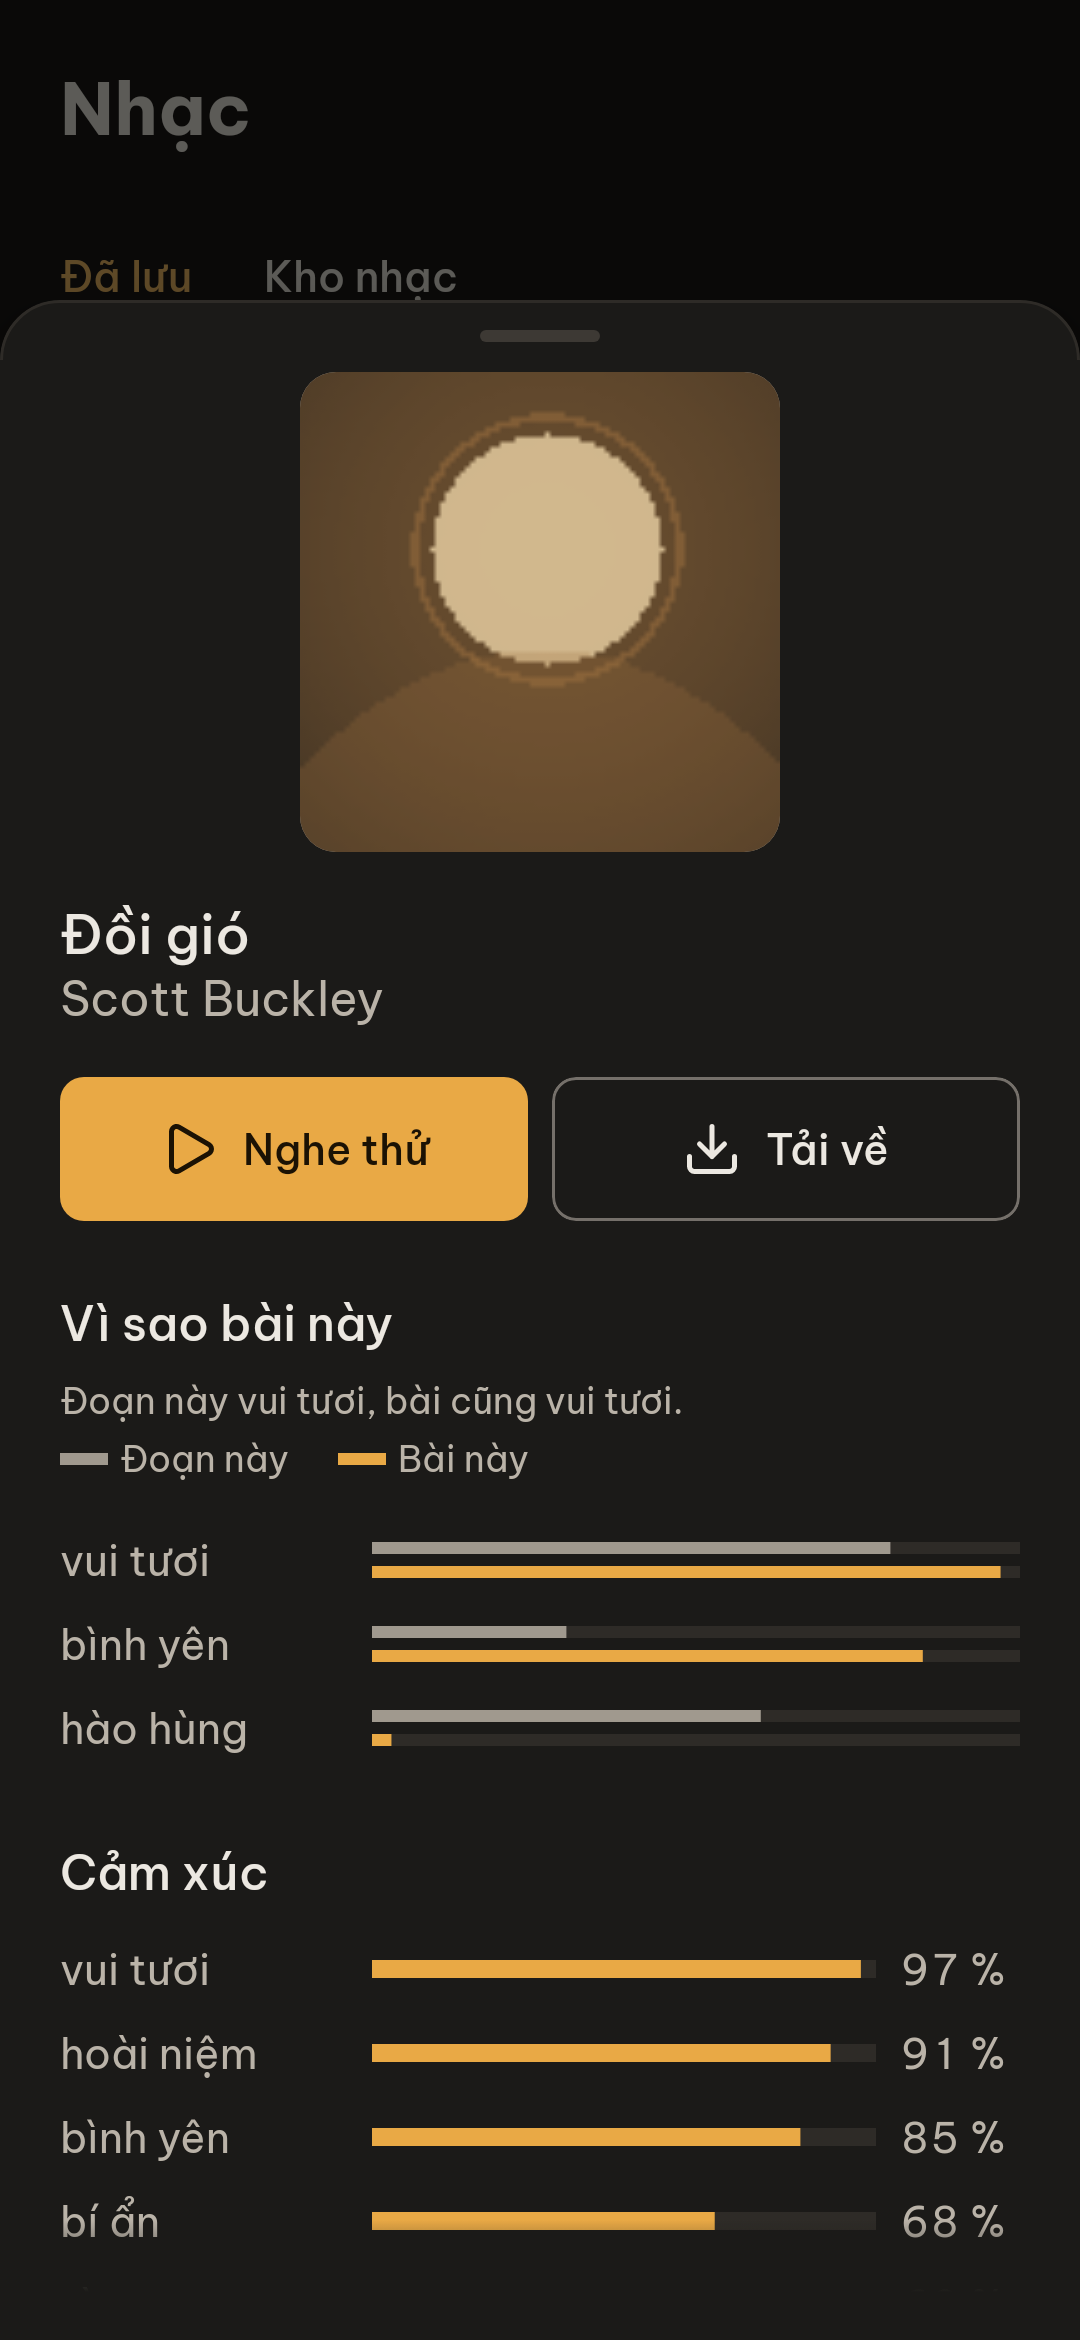 Nhạc
Đã lưu Kho nhạc
Đồi gió
Scott Buckley
Nghe thử Tải về
Vì sao bài này
Đoạn này vui tươi, bài cũng vui tươi.
Đoạn này Bài này
vui tươi
bình yên
hào hùng
Cảm xúc
vui tươi 97 %
hoài niệm 91 %
bình yên 85 %
bí ẩn 68 %